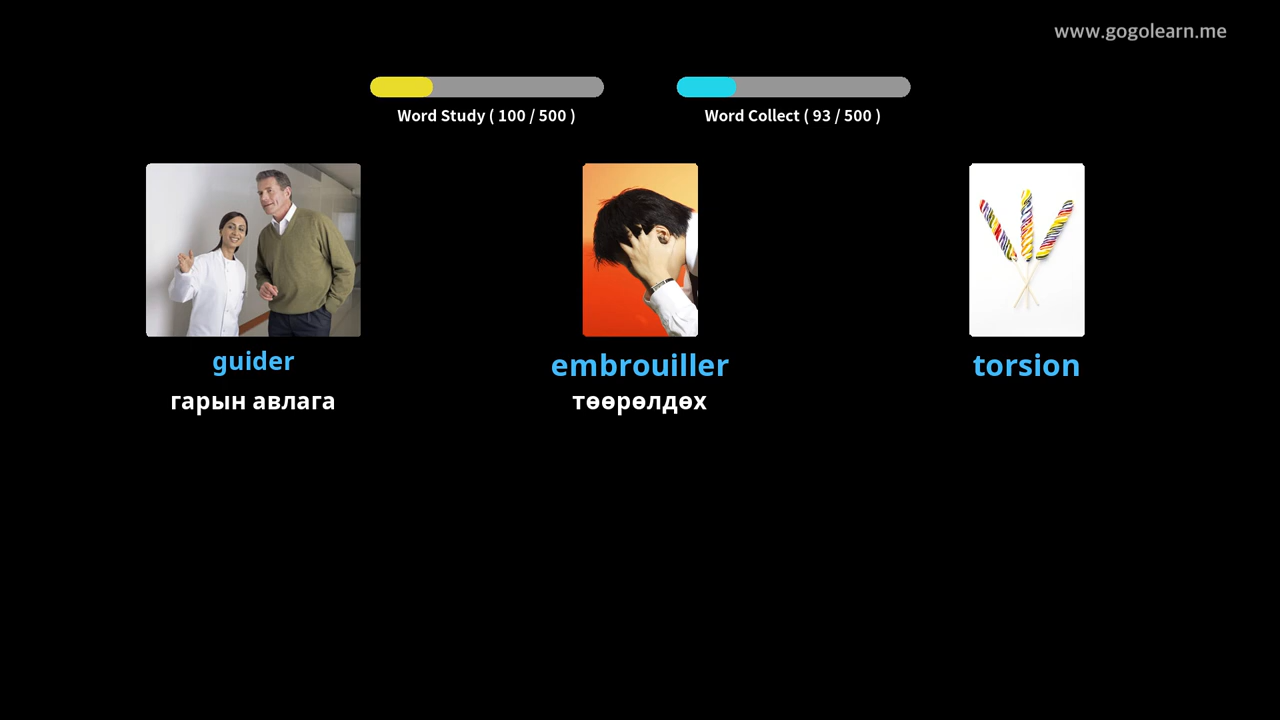 www.gogolearn.me
Word Study ( 100 / 500 )
Word Collect ( 93 / 500 )
guider
embrouiller
torsion
гарын авлага
төөрөлдөх